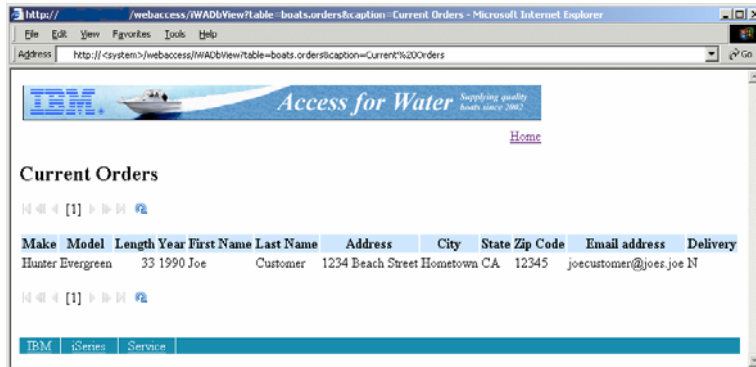 http:// /webaccess/iWADbView?table=boats.orders&caption=Current Orders - Microsoft Internet Explorer
File Edit View Favorites Tools Help
Address http://<system>/webaccess/iWADbView?table=boats.orders&caption=Current%20Orders Go
IBM. Access for Water Supplying quality
boats since 2002
Home
Current Orders
[1]
Make Model Length Year First Name Last Name Address City State Zip Code Email address Delivery
Hunter Evergreen 33 1990 Joe Customer 1234 Beach Street Hometown CA 12345 joecustomer@joes.joe N
[1]
IBM iSeries Service